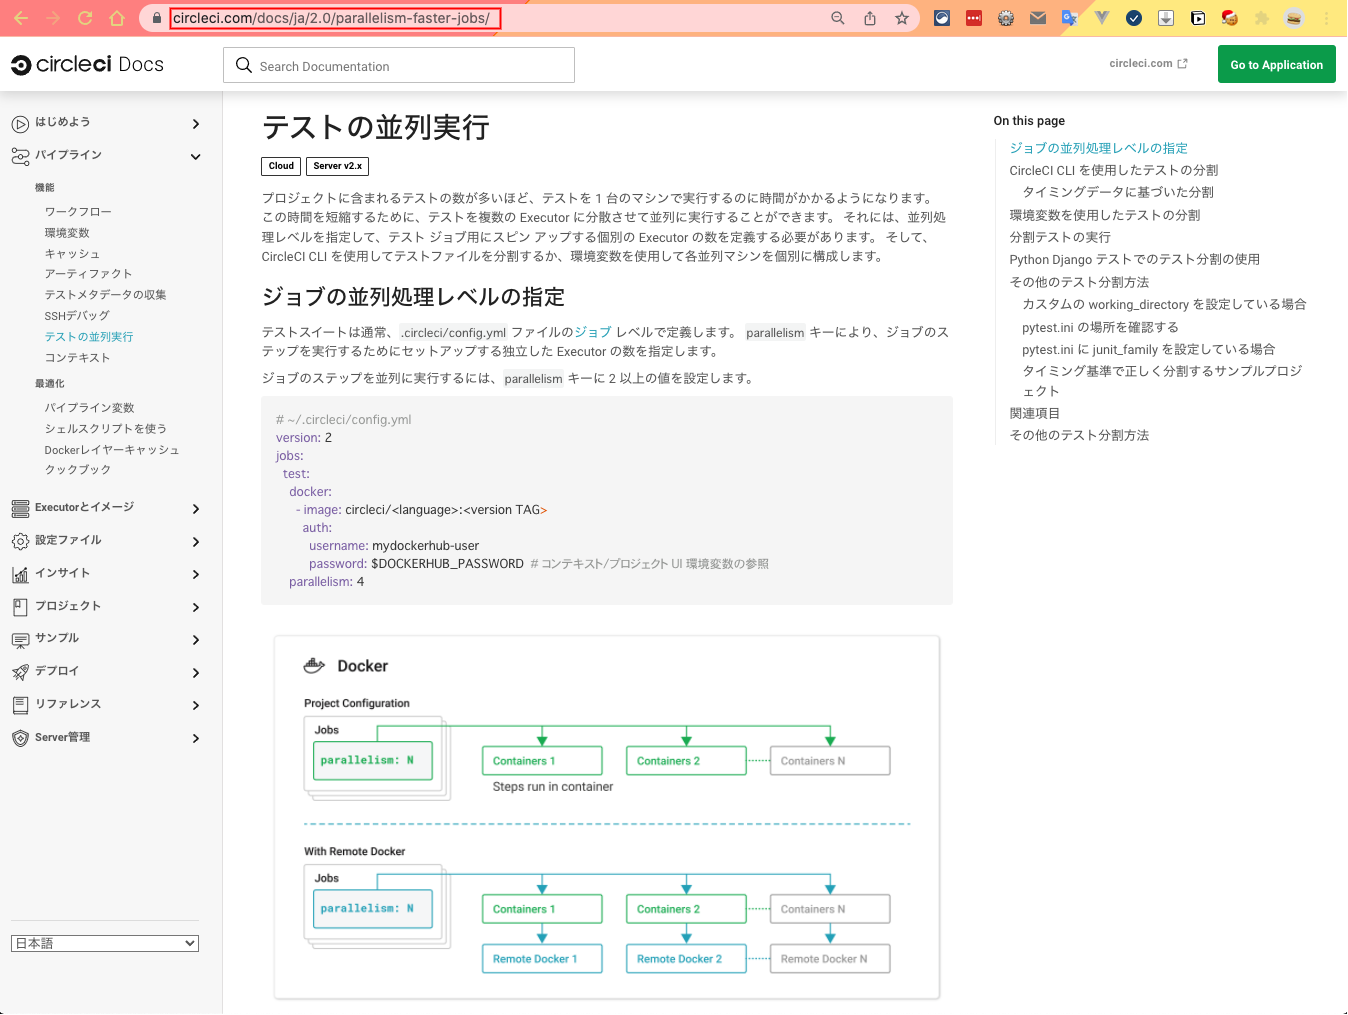 circleci.com/docs/ja/2.0/parallelism-faster-jobs/
circleci Docs
Search Documentation
circleci.com
Go to Application
はじめよう
パイプライン
機能
ワークフロー
環境変数
キャッシュ
アーティファクト
テストメタデータの収集
SSHデバッグ
テストの並列実行
コンテキスト
最適化
パイプライン変数
シェルスクリプトを使う
Dockerレイヤーキャッシュ
クックブック
Executorとイメージ
設定ファイル
インサイト
プロジェクト
サンプル
デプロイ
リファレンス
Server管理
日本語
テストの並列実行
Cloud
Server v2.x
プロジェクトに含まれるテストの数が多いほど、テストを 1 台のマシンで実行するのに時間がかかるようになります。
この時間を短縮するために、テストを複数の Executor に分散させて並列に実行することができます。 それには、並列処
理レベルを指定して、テスト ジョブ用にスピン アップする個別の Executor の数を定義する必要があります。 そして、
CircleCI CLI を使用してテストファイルを分割するか、環境変数を使用して各並列マシンを個別に構成します。
ジョブの並列処理レベルの指定
テストスイートは通常、 .circleci/config.yml ファイルのジョブ レベルで定義します。 parallelism キーにより、ジョブのス
テップを実行するためにセットアップする独立した Executor の数を指定します。
ジョブのステップを並列に実行するには、 parallelism キーに 2 以上の値を設定します。
# ~/.circleci/config.yml
version: 2
jobs:
test:
docker:
- image: circleci/<language>:<version TAG>
auth:
username: mydockerhub-user
password: $DOCKERHUB_PASSWORD # コンテキスト/プロジェクト UI 環境変数の参照
parallelism: 4
Docker
Project Configuration
Jobs
parallelism: N
Containers 1
Containers 2
Containers N
Steps run in container
With Remote Docker
Jobs
parallelism: N
Containers 1
Containers 2
Containers N
Remote Docker 1
Remote Docker 2
Remote Docker N
On this page
ジョブの並列処理レベルの指定
CircleCI CLI を使用したテストの分割
タイミングデータに基づいた分割
環境変数を使用したテストの分割
分割テストの実行
Python Django テストでのテスト分割の使用
その他のテスト分割方法
カスタムの working_directory を設定している場合
pytest.ini の場所を確認する
pytest.ini に junit_family を設定している場合
タイミング基準で正しく分割するサンプルプロジ
ェクト
関連項目
その他のテスト分割方法